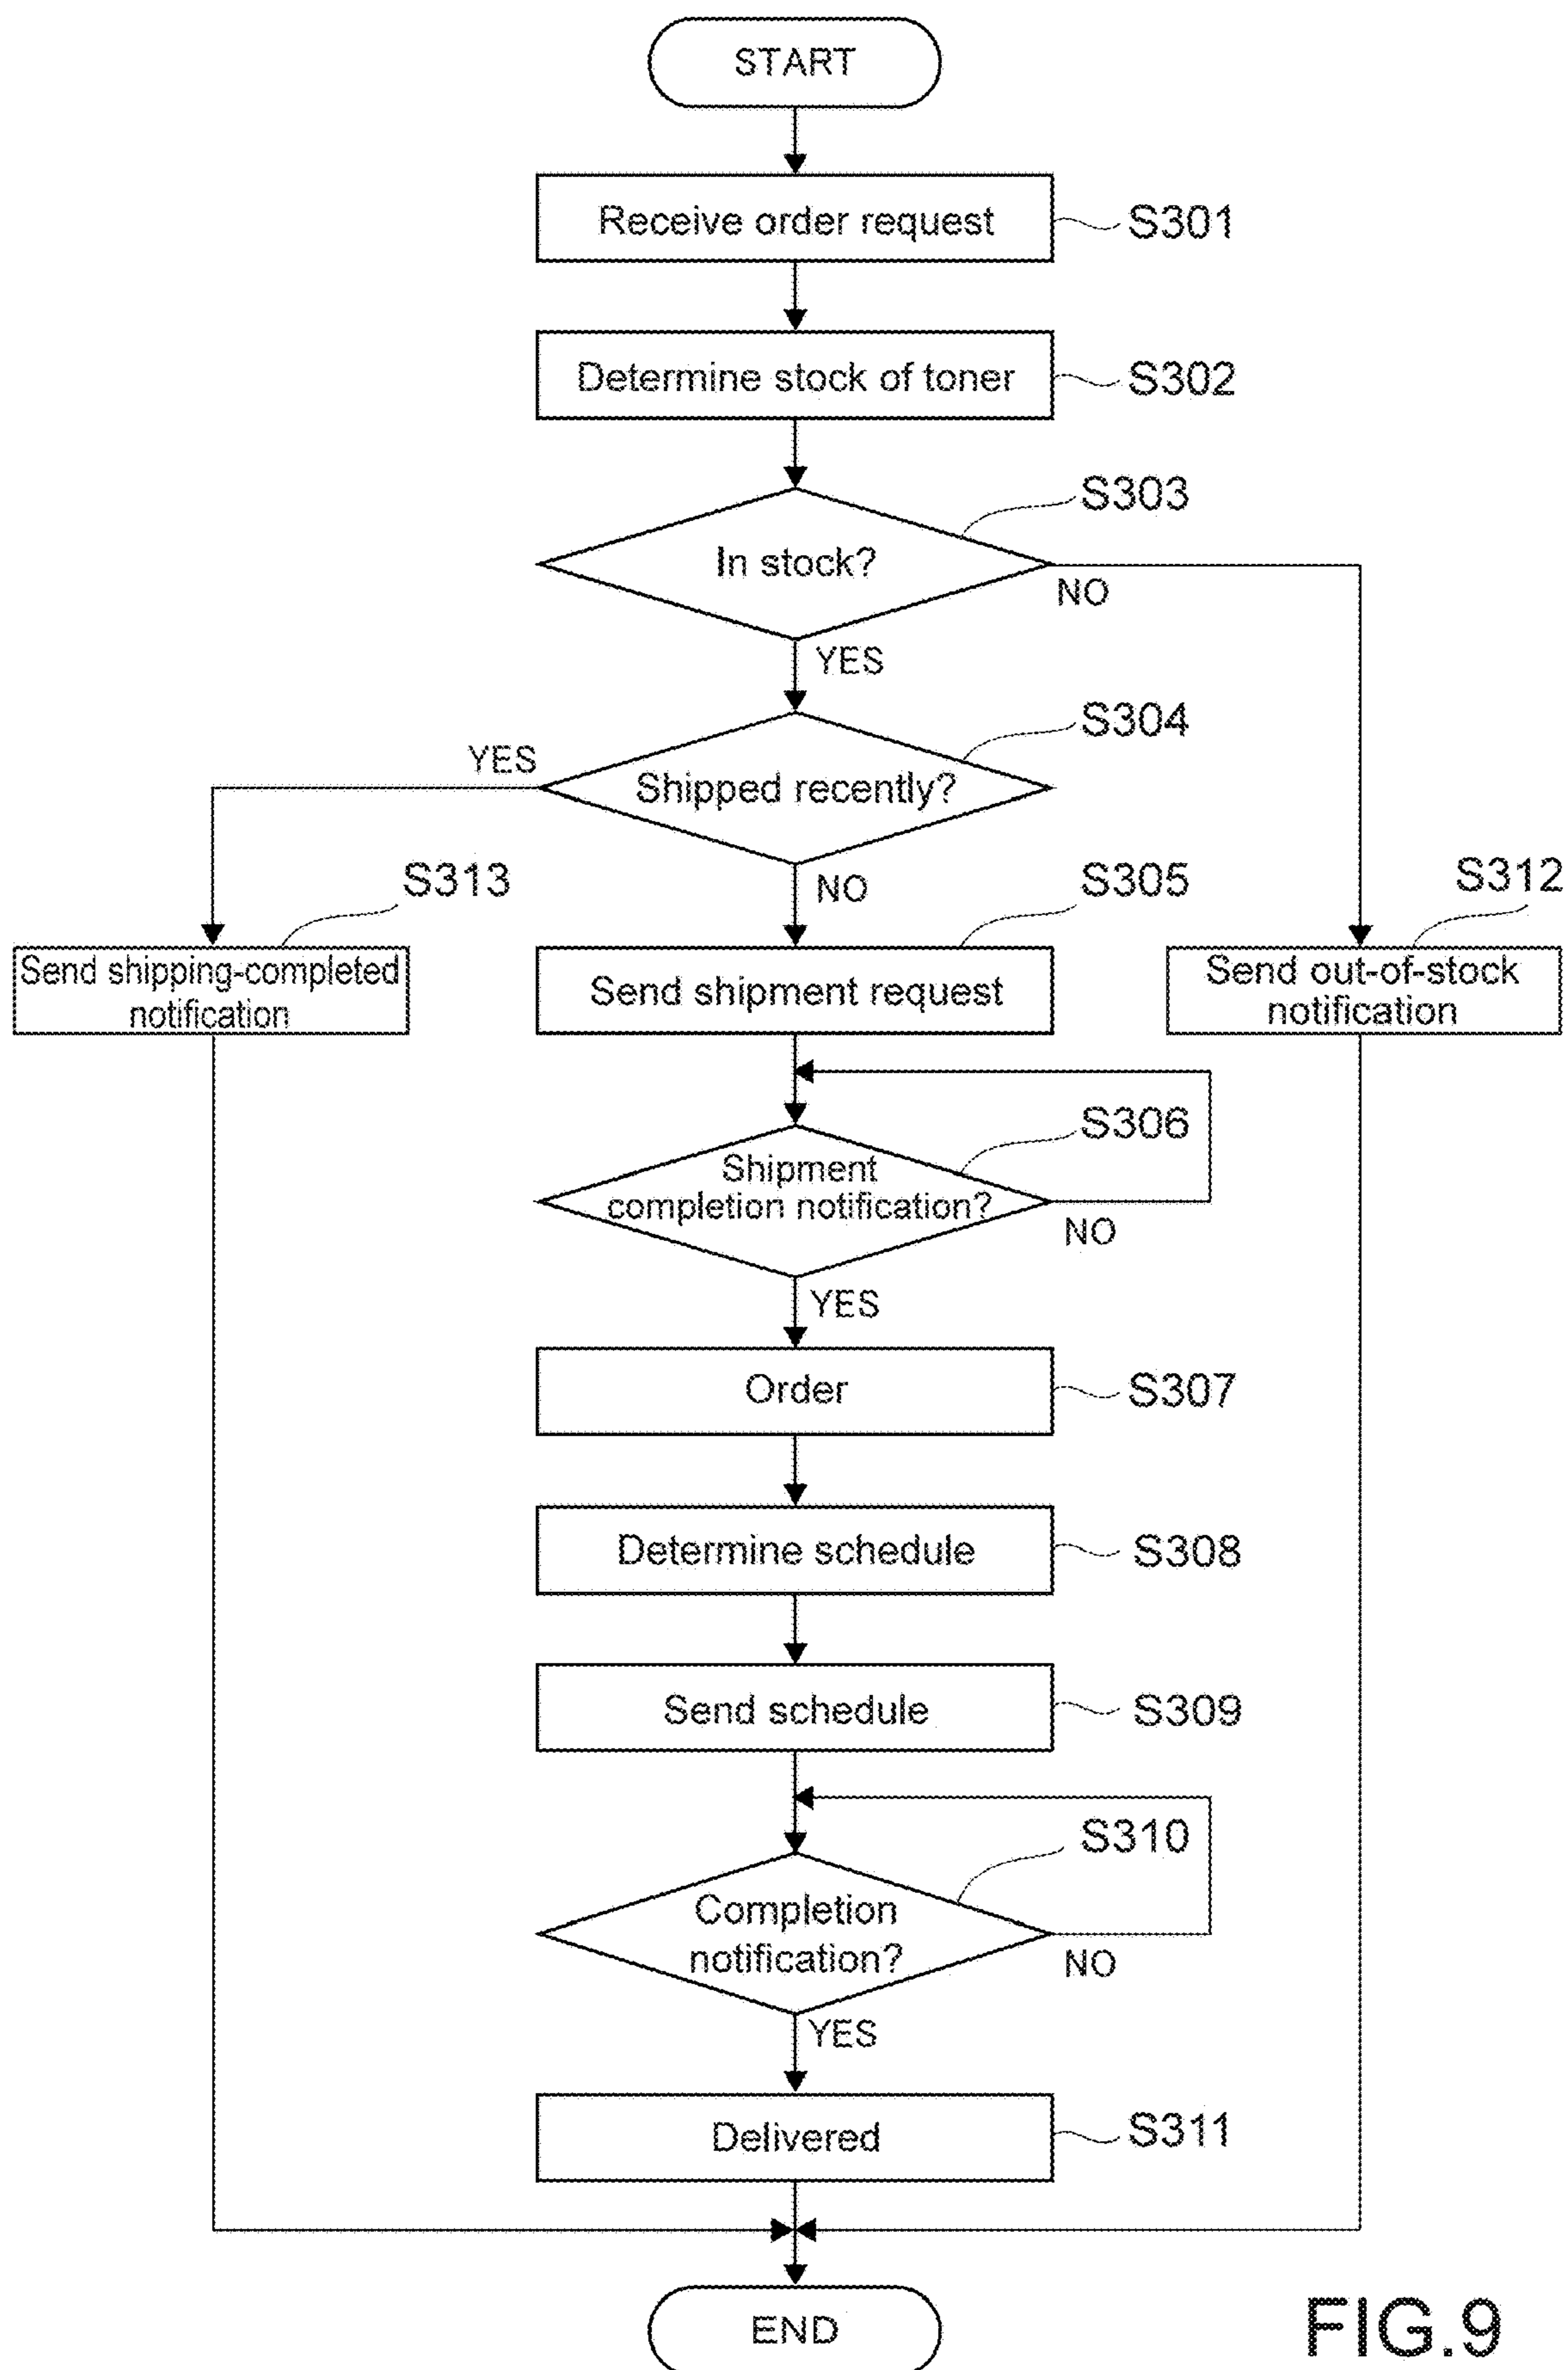 START
Receive order request
S301
Determine stock of toner
S302
S303
In stock?
NO
YES
S304
YES
Shipped recently?
NO
S313
S305
S312
Send shipping-completed
notification
Send shipment request
Send out-of-stock
notification
S306
Shipment
completion notification?
NO
YES
Order
S307
Determine schedule
S308
Send schedule
S309
S310
Completion
notification?
NO
YES
Delivered
S311
END
FIG.9